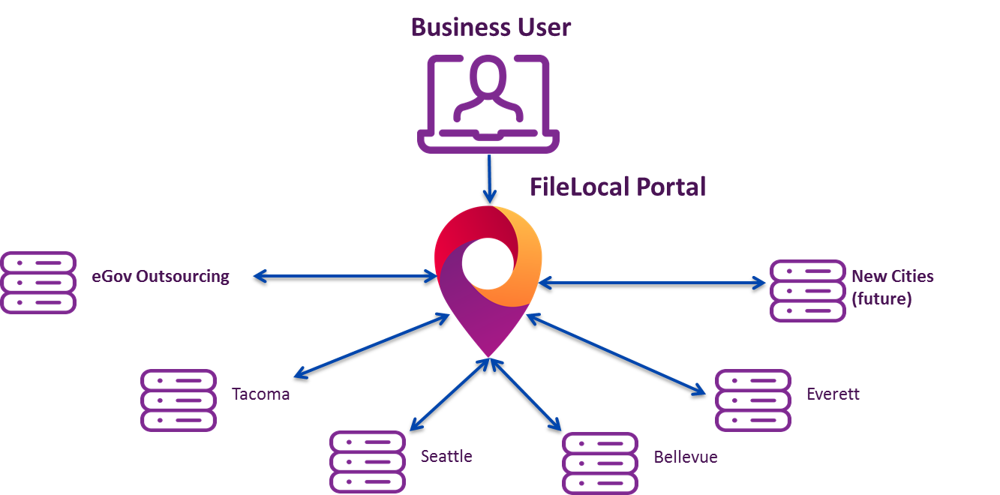 Business User
FileLocal Portal
eGov Outsourcing
New Cities
(future)
Tacoma
Everett
Seattle
Bellevue